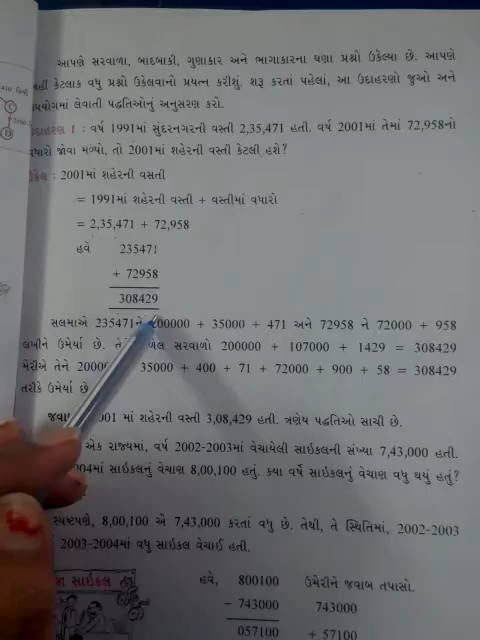 આપણે સરવાળા, બાદબાકી, ગુણાકાર અને ભાગાકારના ઘણા પ્રશ્નો ઉકેલ્યા છે. આપણે
અહીં કેટલાક વધુ પ્રશ્નો ઉકેલવાનો પ્રયત્ન કરીશું. શરૂ કરતાં પહેલાં, આ ઉદાહરણો જુઓ અને
ઉપયોગમાં લેવાતી પદ્ધતિઓનું અનુસરણ કરો.
ઉદાહરણ 1 : વર્ષ 1991માં સુંદરનગરની વસ્તી 2,35,471 હતી. વર્ષ 2001માં તેમાં 72,958નો
વધારો જોવા મળ્યો, તો 2001માં શહેરની વસ્તી કેટલી હશે?
ઉકેલ : 2001માં શહેરની વસતી
= 1991માં શહેરની વસ્તી + વસ્તીમાં વધારો
= 2,35,471 + 72,958
હવે 235471
+ 72958
308429
સલમાએ 235471ને 200000 + 35000 + 471 અને 72958 ને 72000 + 958
લખીને ઉમેર્યા છે. સરવાળો 200000 + 107000 + 1429 = 308429
મેરીએ તેને 20000 35000 + 400 + 71 + 72000 + 900 + 58 = 308429
તરીકે ઉમેર્યા છે
જવાબ 2001 માં શહેરની વસ્તી 3,08,429 હતી. ત્રણેય પદ્ધતિઓ સાચી છે.
એક રાજ્યમાં, વર્ષ 2002-2003માં વેચાયેલી સાઇકલની સંખ્યા 7,43,000 હતી.
માં સાઇકલનું વેચાણ 8,00,100 હતું. કયા વર્ષે સાઇકલનું વેચાણ વધુ થયું હતું?
સ્પષ્ટપણે, 8,00,100 એ 7,43,000 કરતાં વધુ છે. તેથી, તે સ્થિતિમાં, 2002-2003
2003-2004માં વધુ સાઇકલ વેચાઈ હતી.
સાઇકલ
હવે, 800100 ઉમેરીને જવાબ તપાસો.
- 743000 743000
057100 + 57100